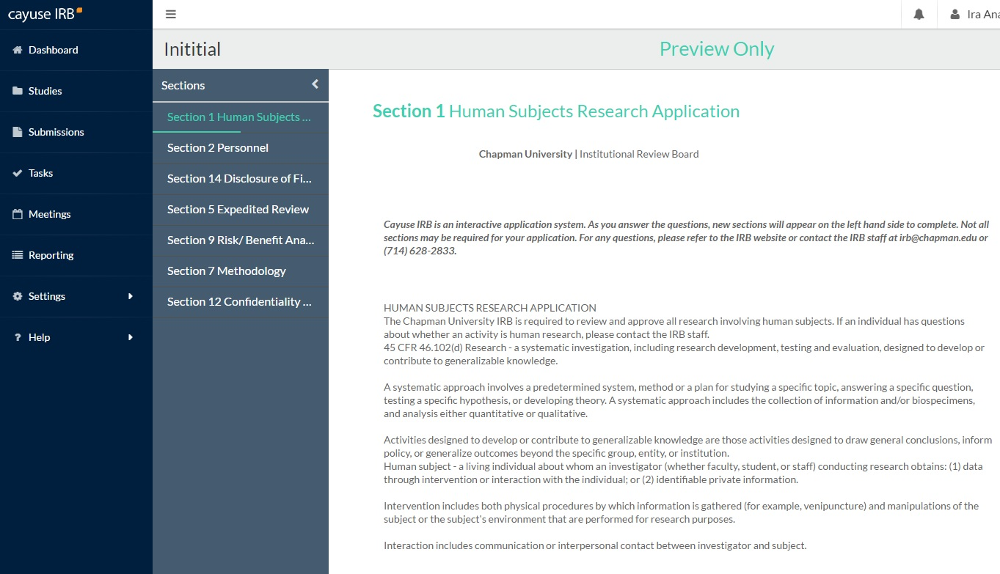 cayuse IRB
Ira Ana
Dashboard
Studies
Submissions
Tasks
Meetings
Reporting
Settings
? Help
Inititial
Preview Only
Sections
Section 1 Human Subjects ...
Section 2 Personnel
Section 14 Disclosure of Fi...
Section 5 Expedited Review
Section 9 Risk/ Benefit Ana...
Section 7 Methodology
Section 12 Confidentiality ...
Section 1 Human Subjects Research Application
Chapman University | Institutional Review Board
Cayuse IRB is an interactive application system. As you answer the questions, new sections will appear on the left hand side to complete. Not all
sections may be required for your application. For any questions, please refer to the IRB website or contact the IRB staff at irb@chapman.edu or
(714) 628-2833.
HUMAN SUBJECTS RESEARCH APPLICATION
The Chapman University IRB is required to review and approve all research involving human subjects. If an individual has questions
about whether an activity is human research, please contact the IRB staff.
45 CFR 46.102(d) Research - a systematic investigation, including research development, testing and evaluation, designed to develop or
contribute to generalizable knowledge.
A systematic approach involves a predetermined system, method or a plan for studying a specific topic, answering a specific question,
testing a specific hypothesis, or developing theory. A systematic approach includes the collection of information and/or biospecimens,
and analysis either quantitative or qualitative.
Activities designed to develop or contribute to generalizable knowledge are those activities designed to draw general conclusions, inform
policy, or generalize outcomes beyond the specific group, entity, or institution.
Human subject - a living individual about whom an investigator (whether faculty, student, or staff) conducting research obtains: (1) data
through intervention or interaction with the individual; or (2) identifiable private information.
Intervention includes both physical procedures by which information is gathered (for example, venipuncture) and manipulations of the
subject or the subject's environment that are performed for research purposes.
Interaction includes communication or interpersonal contact between investigator and subject.